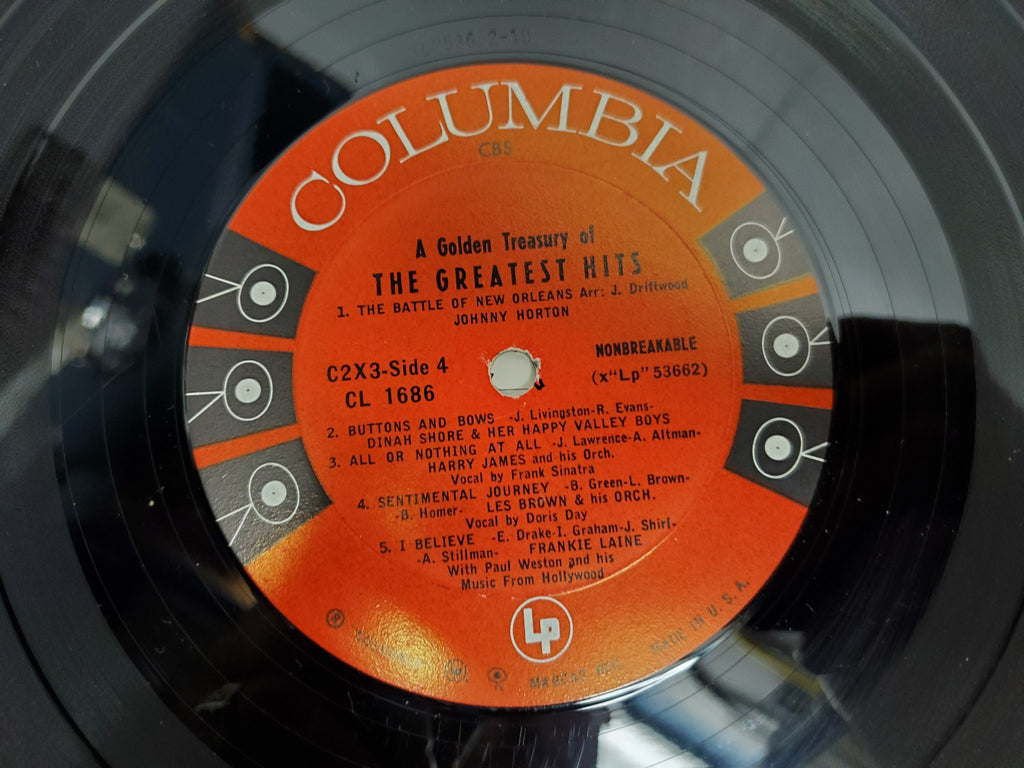 COLUMBIA
CBS
A Golden Treasury of
THE GREATEST HITS
1. THE BATTLE OF NEW ORLEANS Arr: J. Driftwood
JOHNNY HORTON
C2X3-Side 4
CL 1686
NONBREAKABLE
(x“Lp” 53662)
2. BUTTONS AND BOWS -J. Livingston-R. Evans-
DINAH SHORE & HER HAPPY VALLEY BOYS
3. ALL OR NOTHING AT ALL -J. Lawrence-A. Altman-
HARRY JAMES and his Orch.
Vocal by Frank Sinatra
4. SENTIMENTAL JOURNEY -B. Green-L. Brown-
-B. Homer- LES BROWN & his ORCH.
Vocal by Doris Day
5. I BELIEVE -E. Drake-I. Graham-J. Shirl-
-A. Stillman- FRANKIE LAINE
With Paul Weston and his
Music From Hollywood
Lp
MADE IN U. S. A.